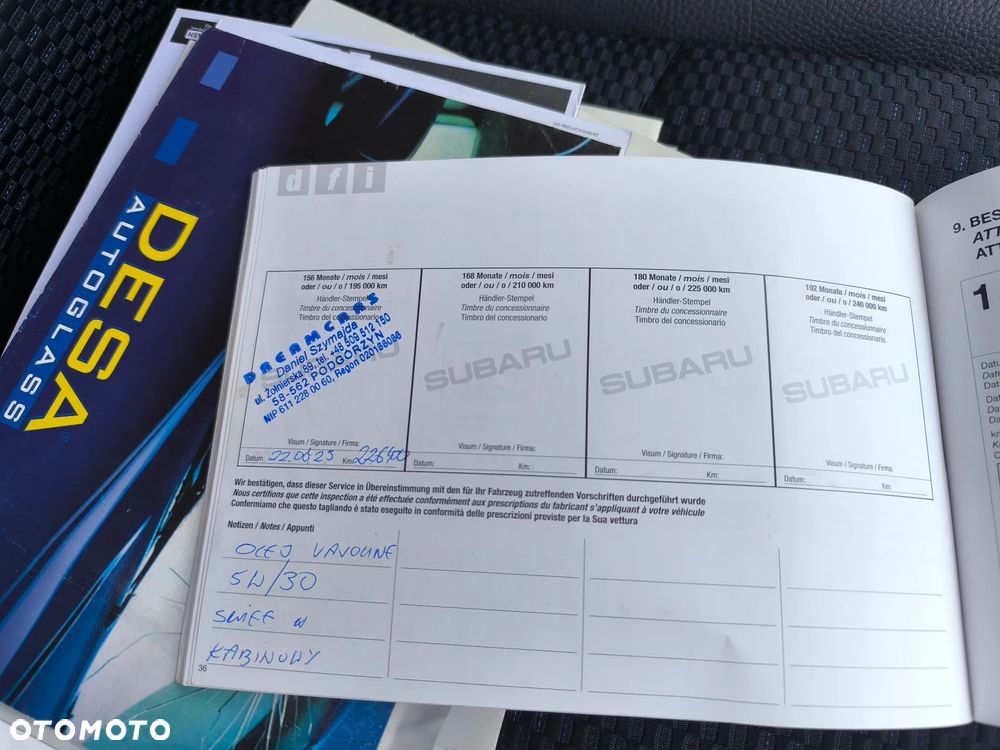 DESA
AUTOGLASS
dfi
156 Monate / mois / mesi
oder / ou / o / 195 000 km
Händler-Stempel
Timbre du concessionnaire
Timbro del concessionario
DREAMCARS
Daniel Szymajda
ul. Żołnierska 89, tel. +48 509 512 150
58-562 PODGÓRZYN
NIP 611 228 00 60, Regon 020186086
Visum / Signature / Firma:
Datum: 22.05.25 Km: 226400
168 Monate / mois / mesi
oder / ou / o / 210 000 km
Händler-Stempel
Timbre du concessionnaire
Timbro del concessionario
SUBARU
Visum / Signature / Firma:
Datum: Km:
180 Monate / mois / mesi
oder / ou / o / 225 000 km
Händler-Stempel
Timbre du concessionnaire
Timbro del concessionario
SUBARU
Visum / Signature / Firma:
Datum: Km:
192 Monate / mois / mesi
oder / ou / o / 240 000 km
Händler-Stempel
Timbre du concessionnaire
Timbro del concessionario
SUBARU
Visum / Signature / Firma:
Datum: Km:
Wir bestätigen, dass dieser Service in Übereinstimmung mit den für Ihr Fahrzeug zutreffenden Vorschriften durchgeführt wurde
Nous certifions que cette inspection a été effectuée conformément aux prescriptions du fabricant s'appliquant à votre véhicule
Confermiamo che questo tagliando è stato eseguito in conformità delle prescrizioni previste per la Sua vettura
Notizen / Notes / Appunti
OLEJ VAVOLINE
5W/30
KABINOWY
36
9. BES
ATT
ATT
1
OTOMOTO